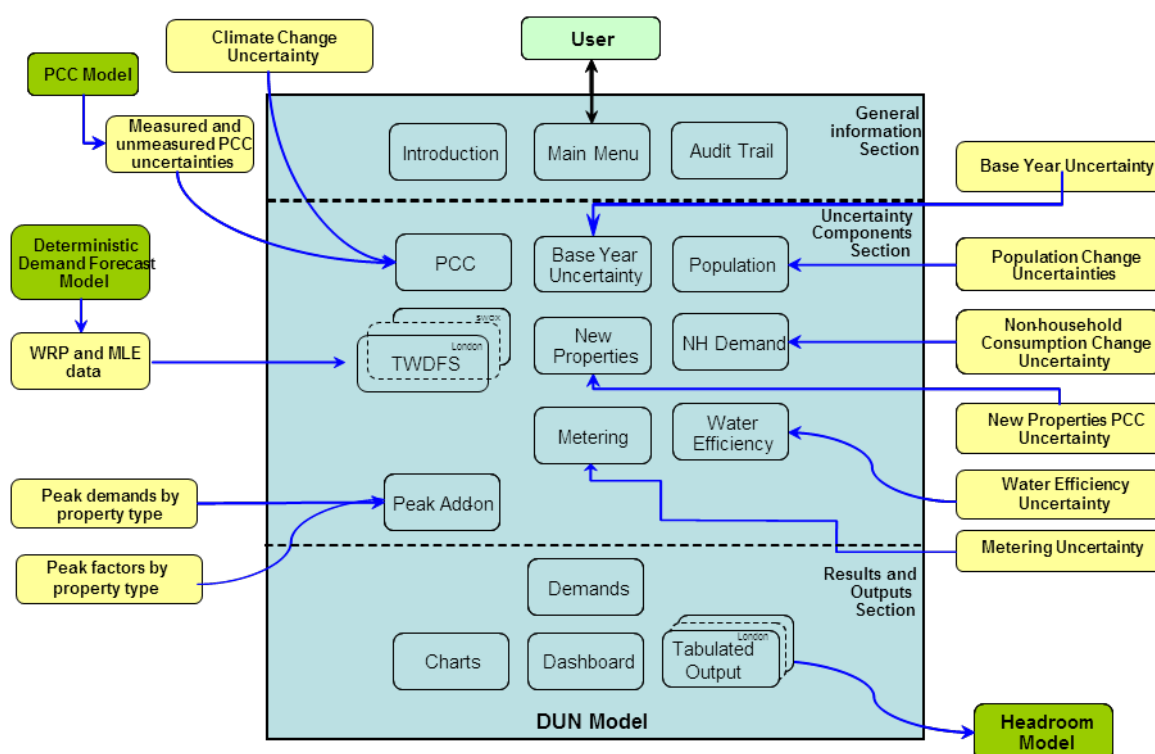 Climate Change
Uncertainty
User
PCC Model
Measured and
unmeasured PCC
uncertainties
General
information
Section
Introduction
Main Menu
Audit Trail
Base Year Uncertainty
Uncertainty
Components
Section
Deterministic
Demand Forecast
Model
PCC
Base Year
Uncertainty
Population
Population Change
Uncertainties
swox
London
TWDFS
New
Properties
NH Demand
Non-household
Consumption Change
Uncertainty
WRP and MLE
data
Metering
Water
Efficiency
New Properties PCC
Uncertainty
Peak demands by
property type
Peak Add-on
Water Efficiency
Uncertainty
Metering Uncertainty
Peak factors by
property type
Results and
Outputs
Section
Demands
Charts
Dashboard
London
Tabulated
Output
DUN Model
Headroom
Model